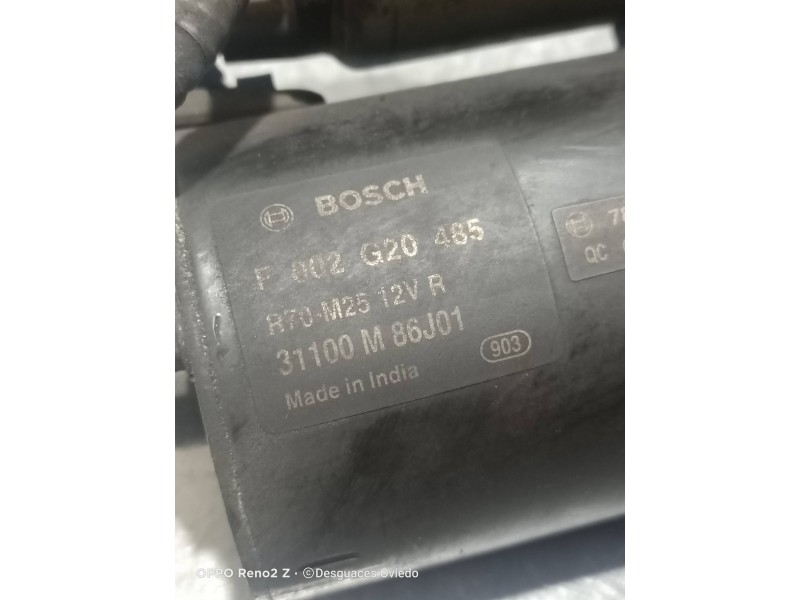 BOSCH
F 002 G20 485
R70-M25 12V R
31100 M 86J01
903
Made in India
QC
OPPO Reno2 Z · ©Desguaces Oviedo